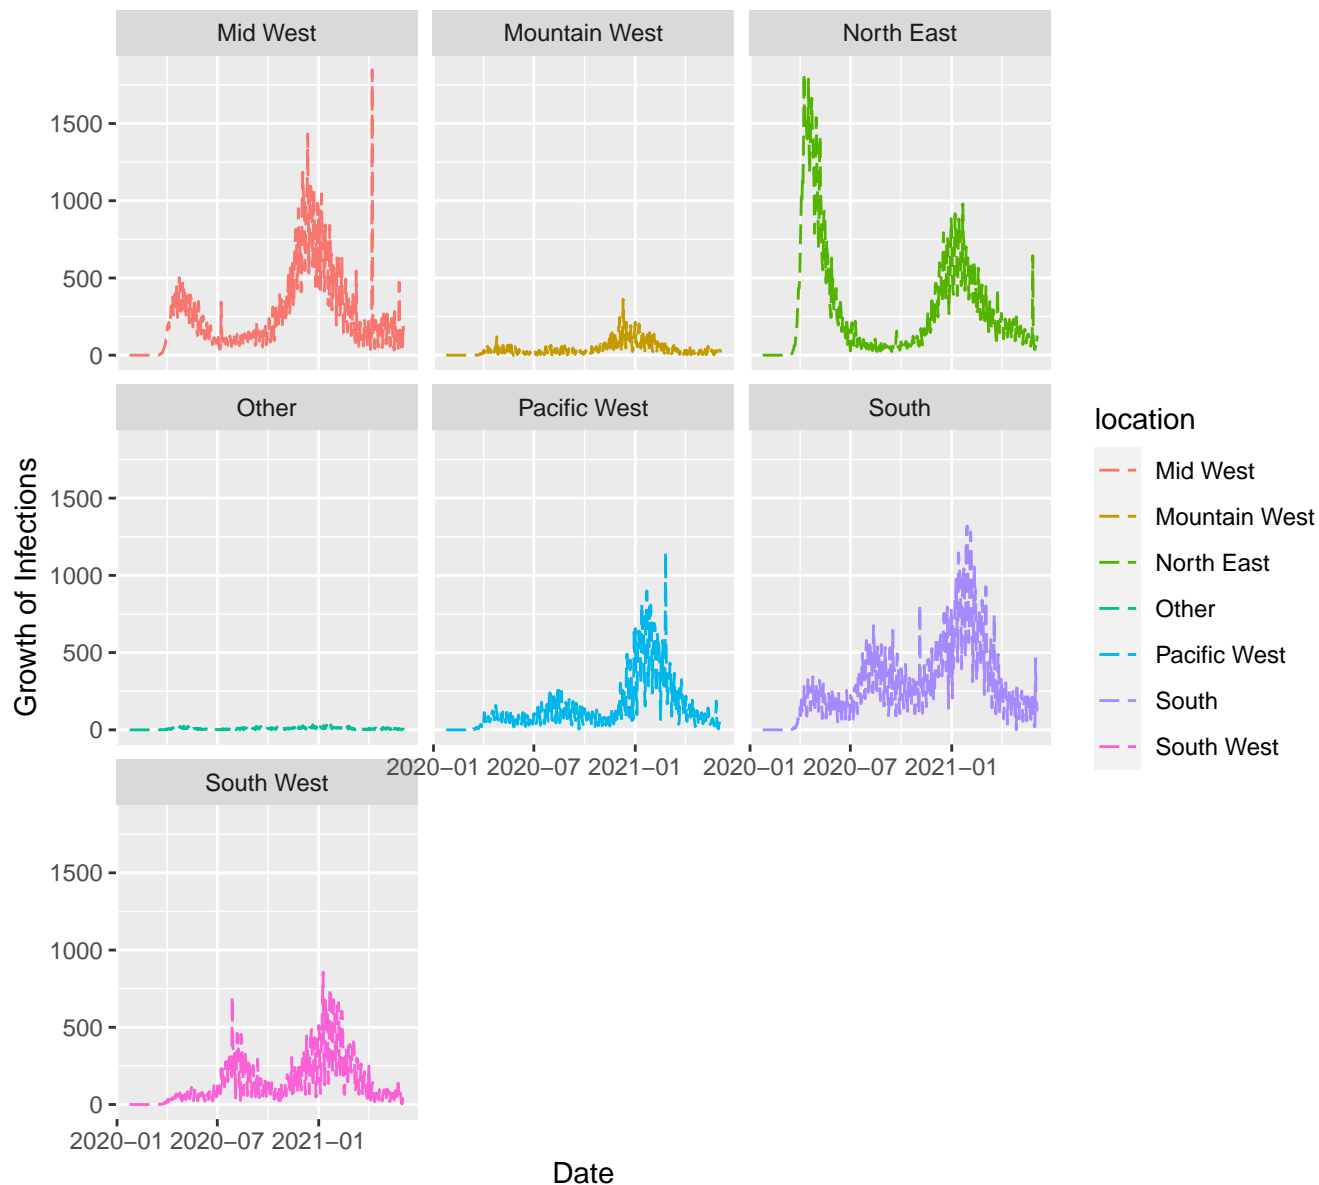 Mid West
Mountain West
North East
1500
1000
500
0
Other
Pacific West
South
1500
1000
500
0
2020−01 2020−07 2021−01
2020−01 2020−07 2021−01
South West
1500
1000
500
0
2020−01 2020−07 2021−01
Date
Growth of Infections
location
Mid West
Mountain West
North East
Other
Pacific West
South
South West